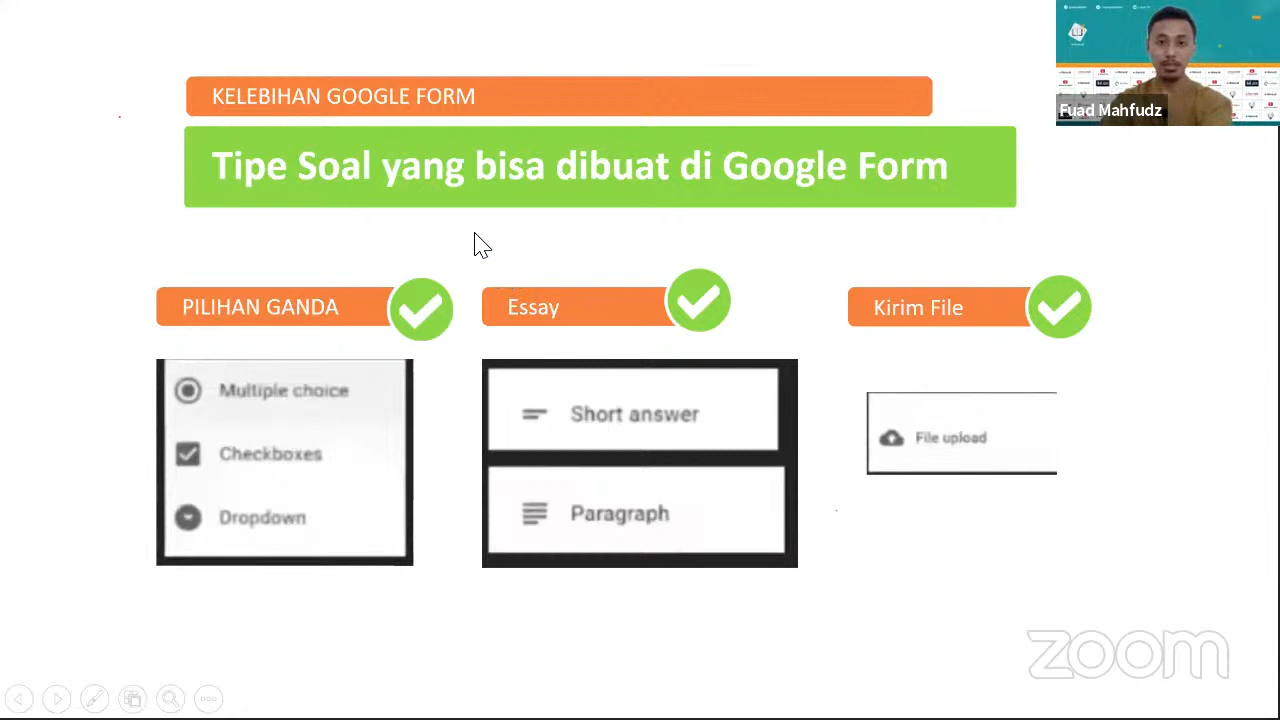 KELEBIHAN GOOGLE FORM
Fuad Mahfudz
Tipe Soal yang bisa dibuat di Google Form
PILIHAN GANDA
Essay
Kirim File
Multiple choice
Checkboxes
Dropdown
Short answer
Paragraph
File upload
zoom